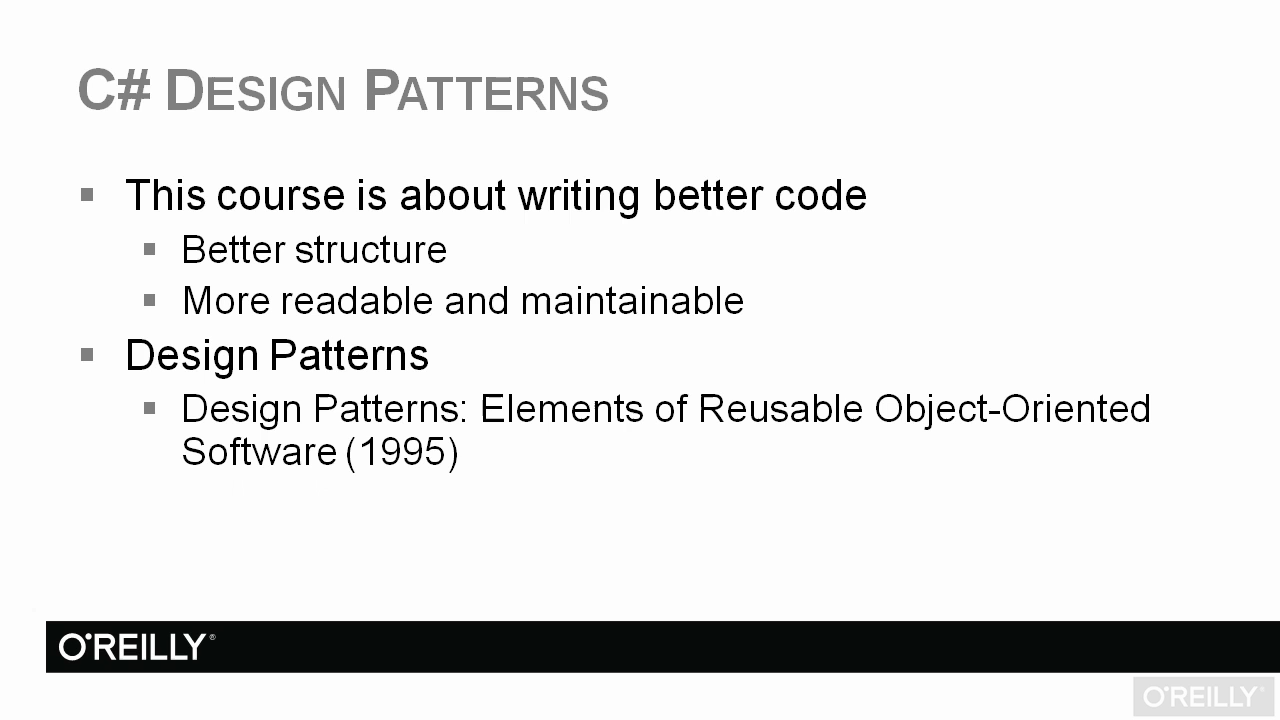 C# DESIGN PATTERNS
▪ This course is about writing better code
▪ Better structure
▪ More readable and maintainable
▪ Design Patterns
▪ Design Patterns: Elements of Reusable Object-Oriented
Software (1995)
O'REILLY®
O'REILLY®